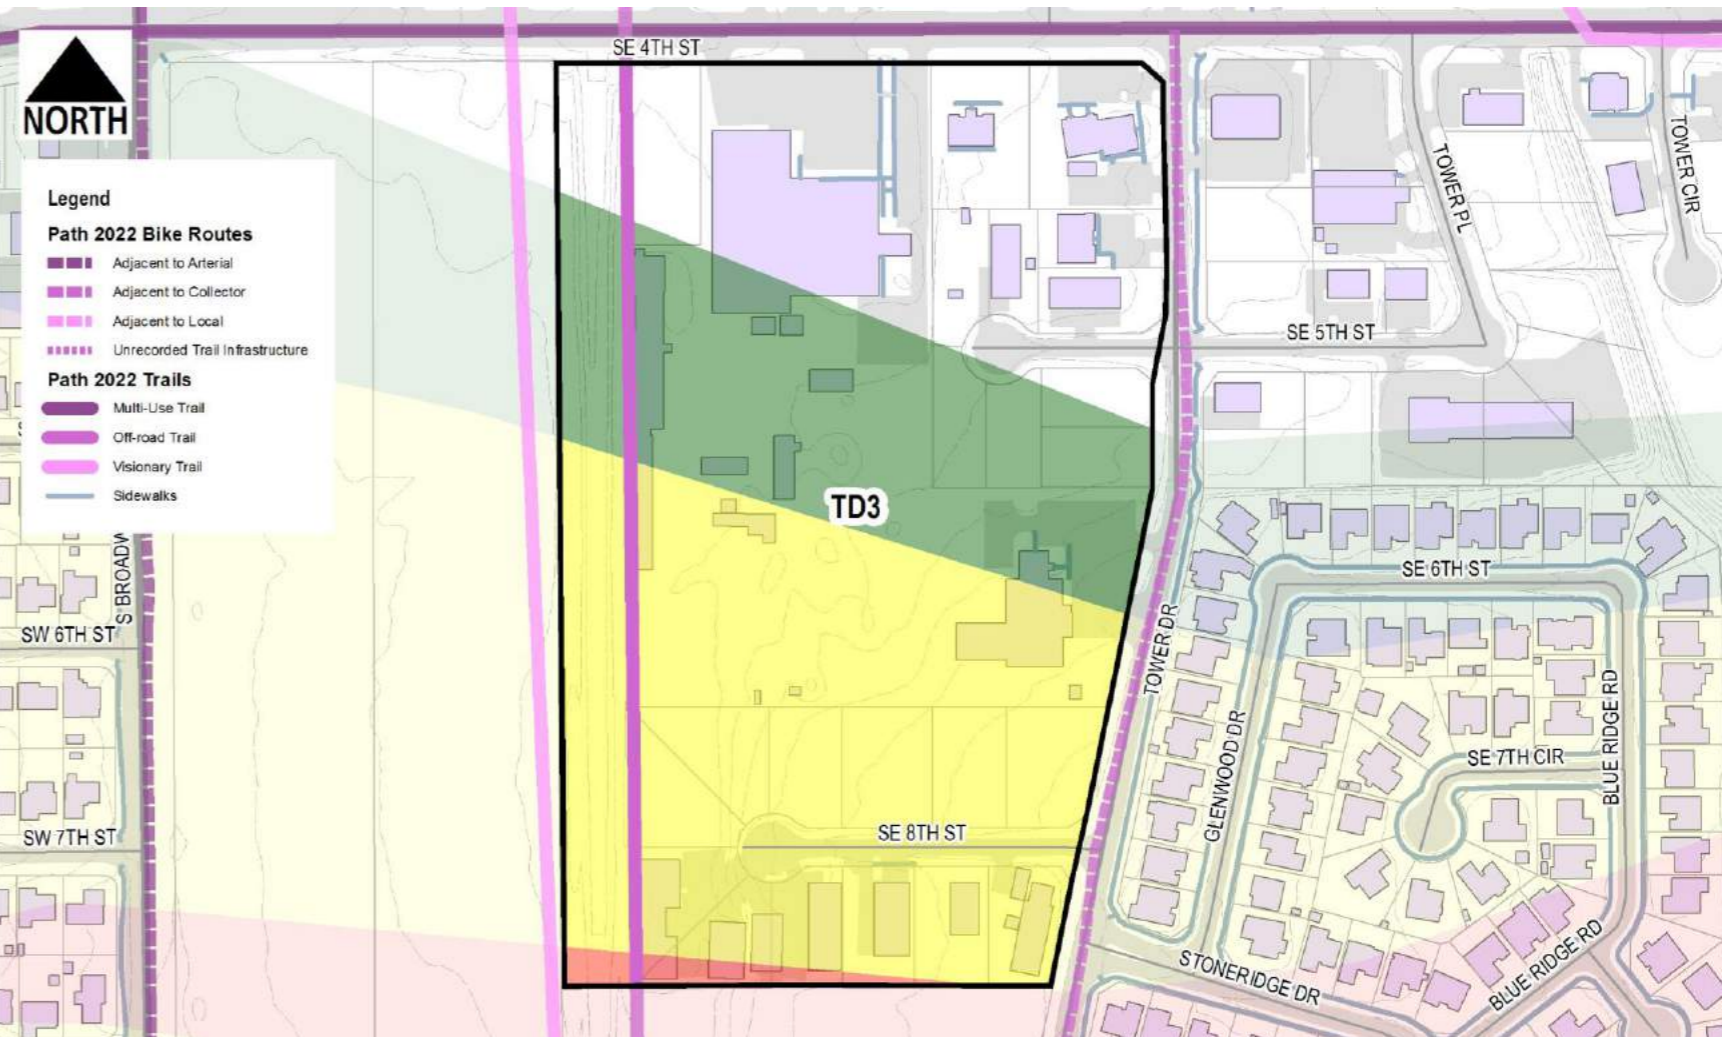 SE 4TH ST
NORTH
TOWER CIR
TOWER PL
Legend
Path 2022 Bike Routes
Adjacent to Arterial
Adjacent to Collector
Adjacent to Local
Unrecorded Trail Infrastructure
Path 2022 Trails
Multi-Use Trail
Off-road Trail
Visionary Trail
Sidewalks
SE 5TH ST
TD3
S BROADW
SE 6TH ST
SW 6TH ST
TOWER DR
GLENWOOD DR
BLUE RIDGE RD
SE 7TH CIR
SW 7TH ST
SE 8TH ST
STONERIDGE DR
BLUE RIDGE RD